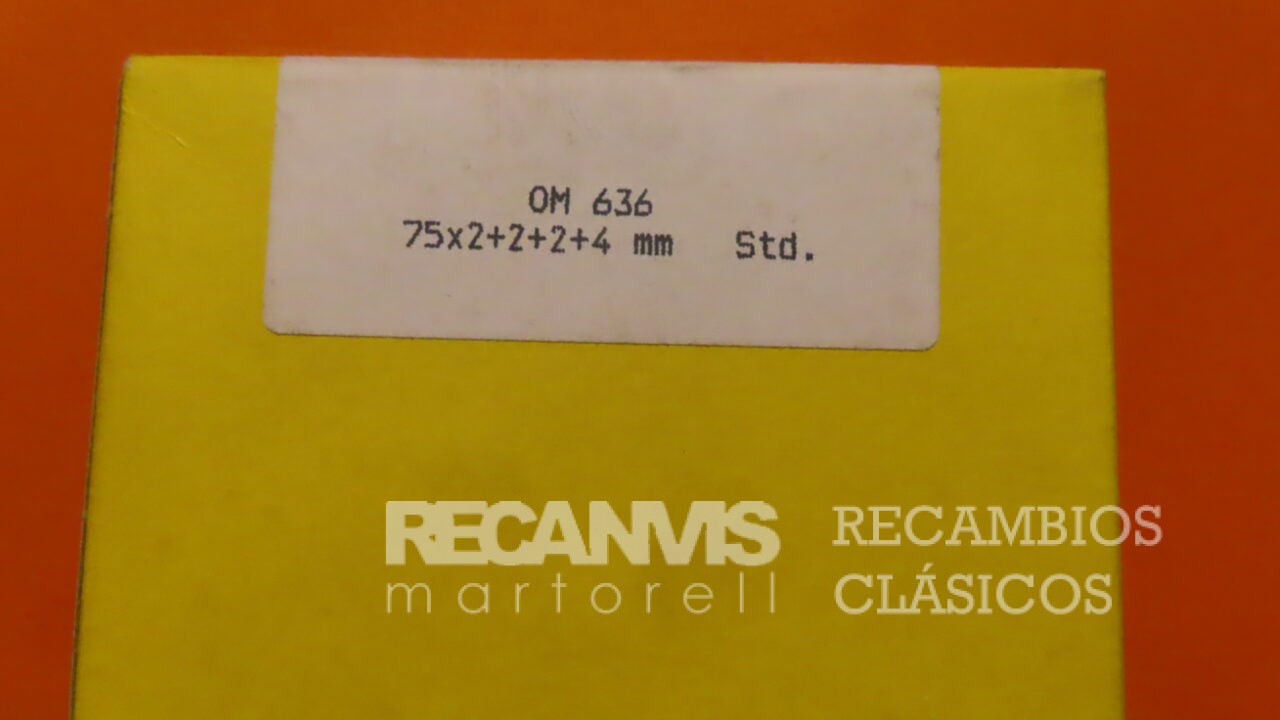 OM 636
75x2+2+2+4 mm Std.
RECANVIS
martorell
RECAMBIOS
CLÁSICOS